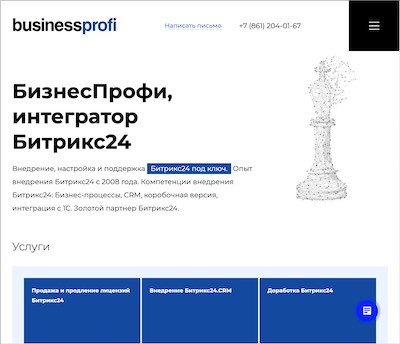 businessprofi
Написать письмо
+7 (861) 204-01-67
БизнесПрофи,
интегратор
Битрикс24
Внедрение, настройка и поддержка Битрикс24 под ключ. Опыт
внедрения Битрикс24 с 2008 года. Компетенции внедрения
Битрикс24: Бизнес-процессы, CRM, коробочная версия,
интеграция с 1С. Золотой партнер Битрикс24.
Услуги
Продажа и продление лицензий
Битрикс24
Внедрение Битрикс24.CRM
Доработка Битрикс24